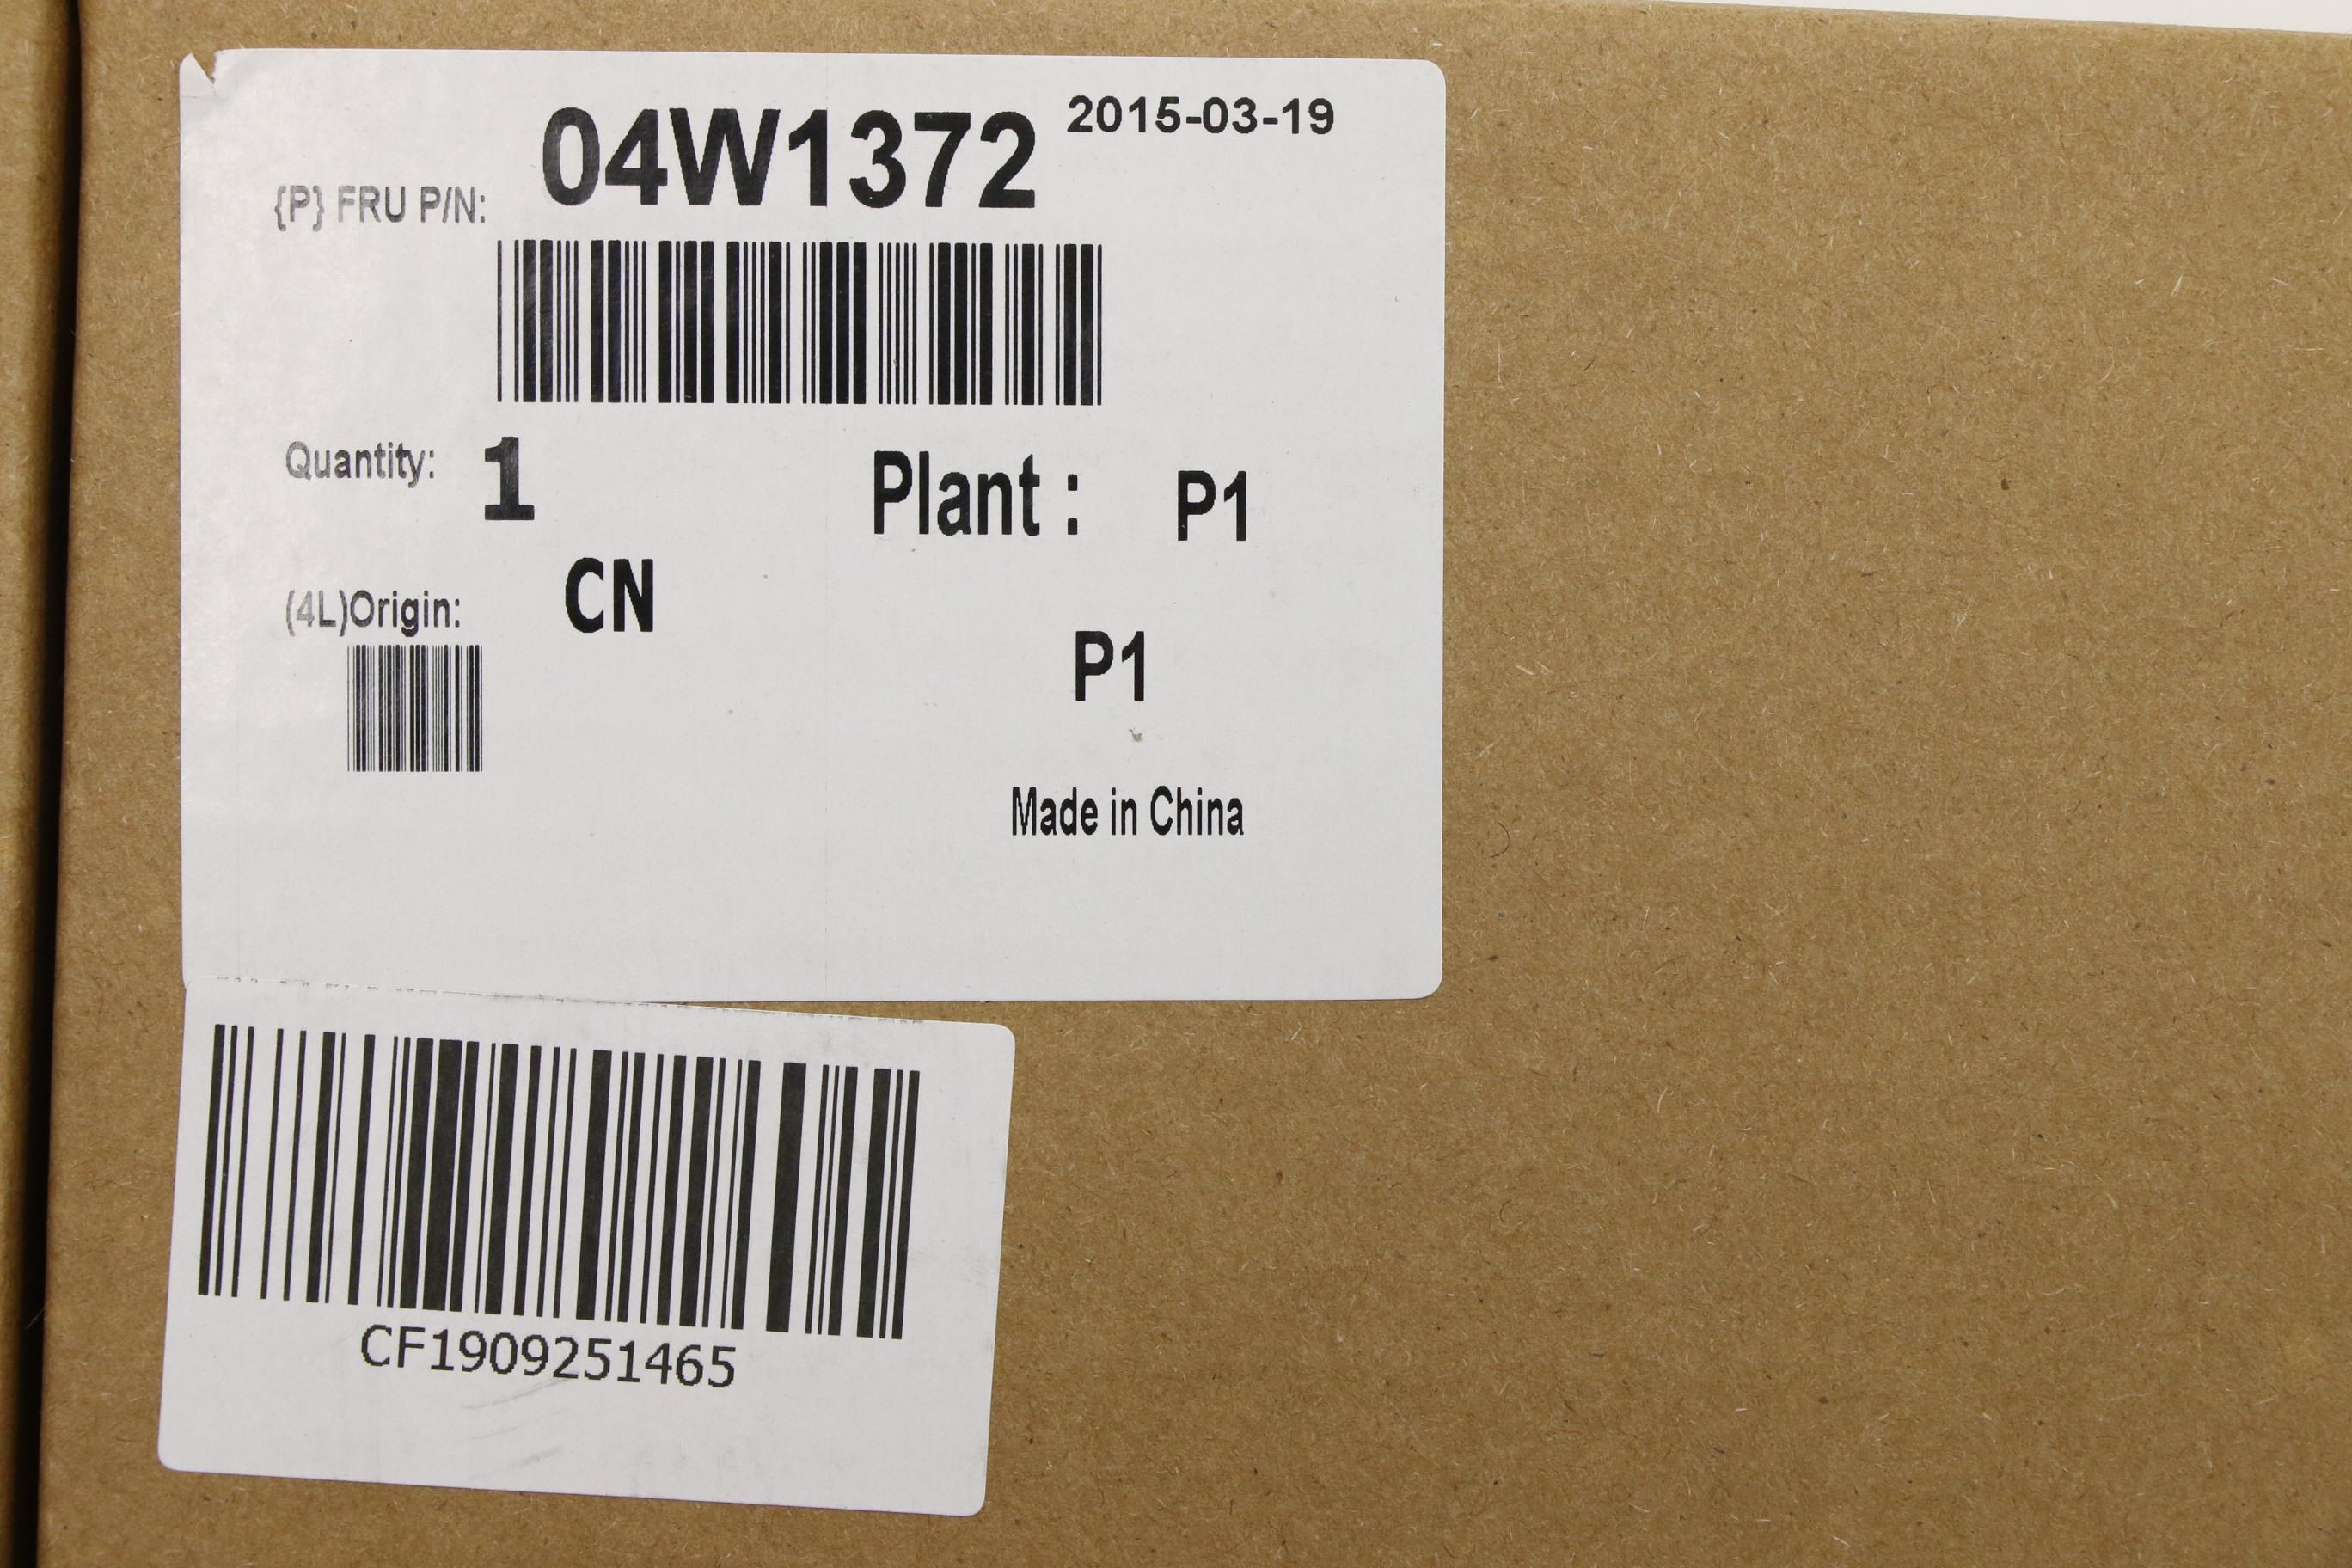 04W1372 2015-03-19
{P} FRU P/N:
Quantity: 1 Plant : P1
(4L)Origin: CN
P1
Made in China
CF1909251465